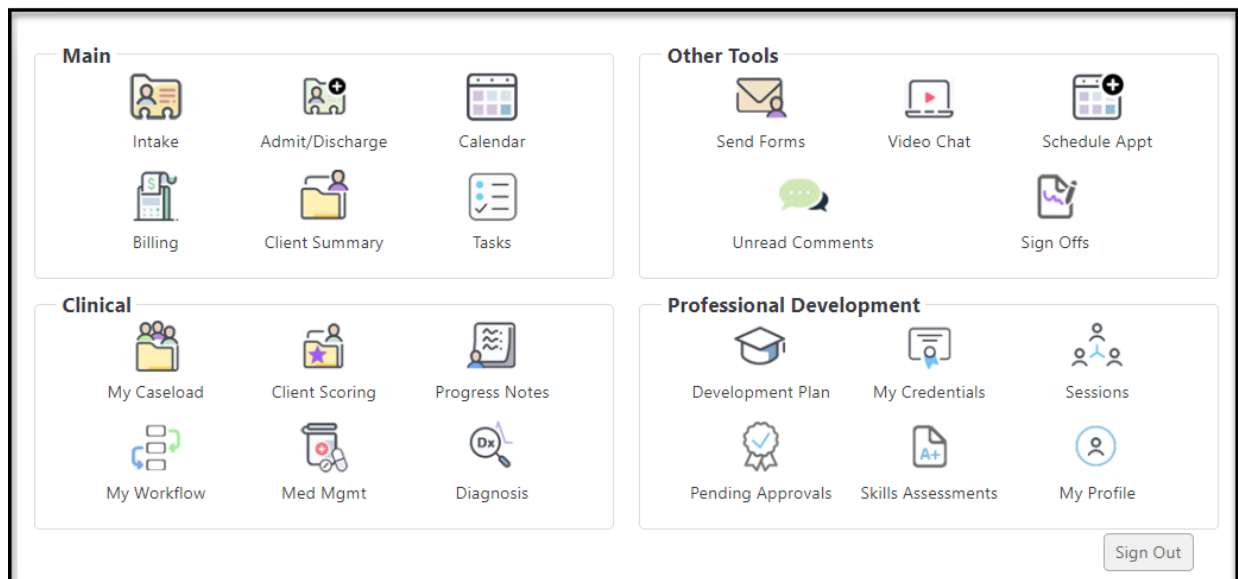 Main
Intake
Admit/Discharge
Calendar
Billing
Client Summary
Tasks
Other Tools
Send Forms
Video Chat
Schedule Appt
Unread Comments
Sign Offs
Clinical
My Caseload
Client Scoring
Progress Notes
My Workflow
Med Mgmt
Dx
Diagnosis
Professional Development
Development Plan
My Credentials
Sessions
A+
Pending Approvals
Skills Assessments
My Profile
Sign Out